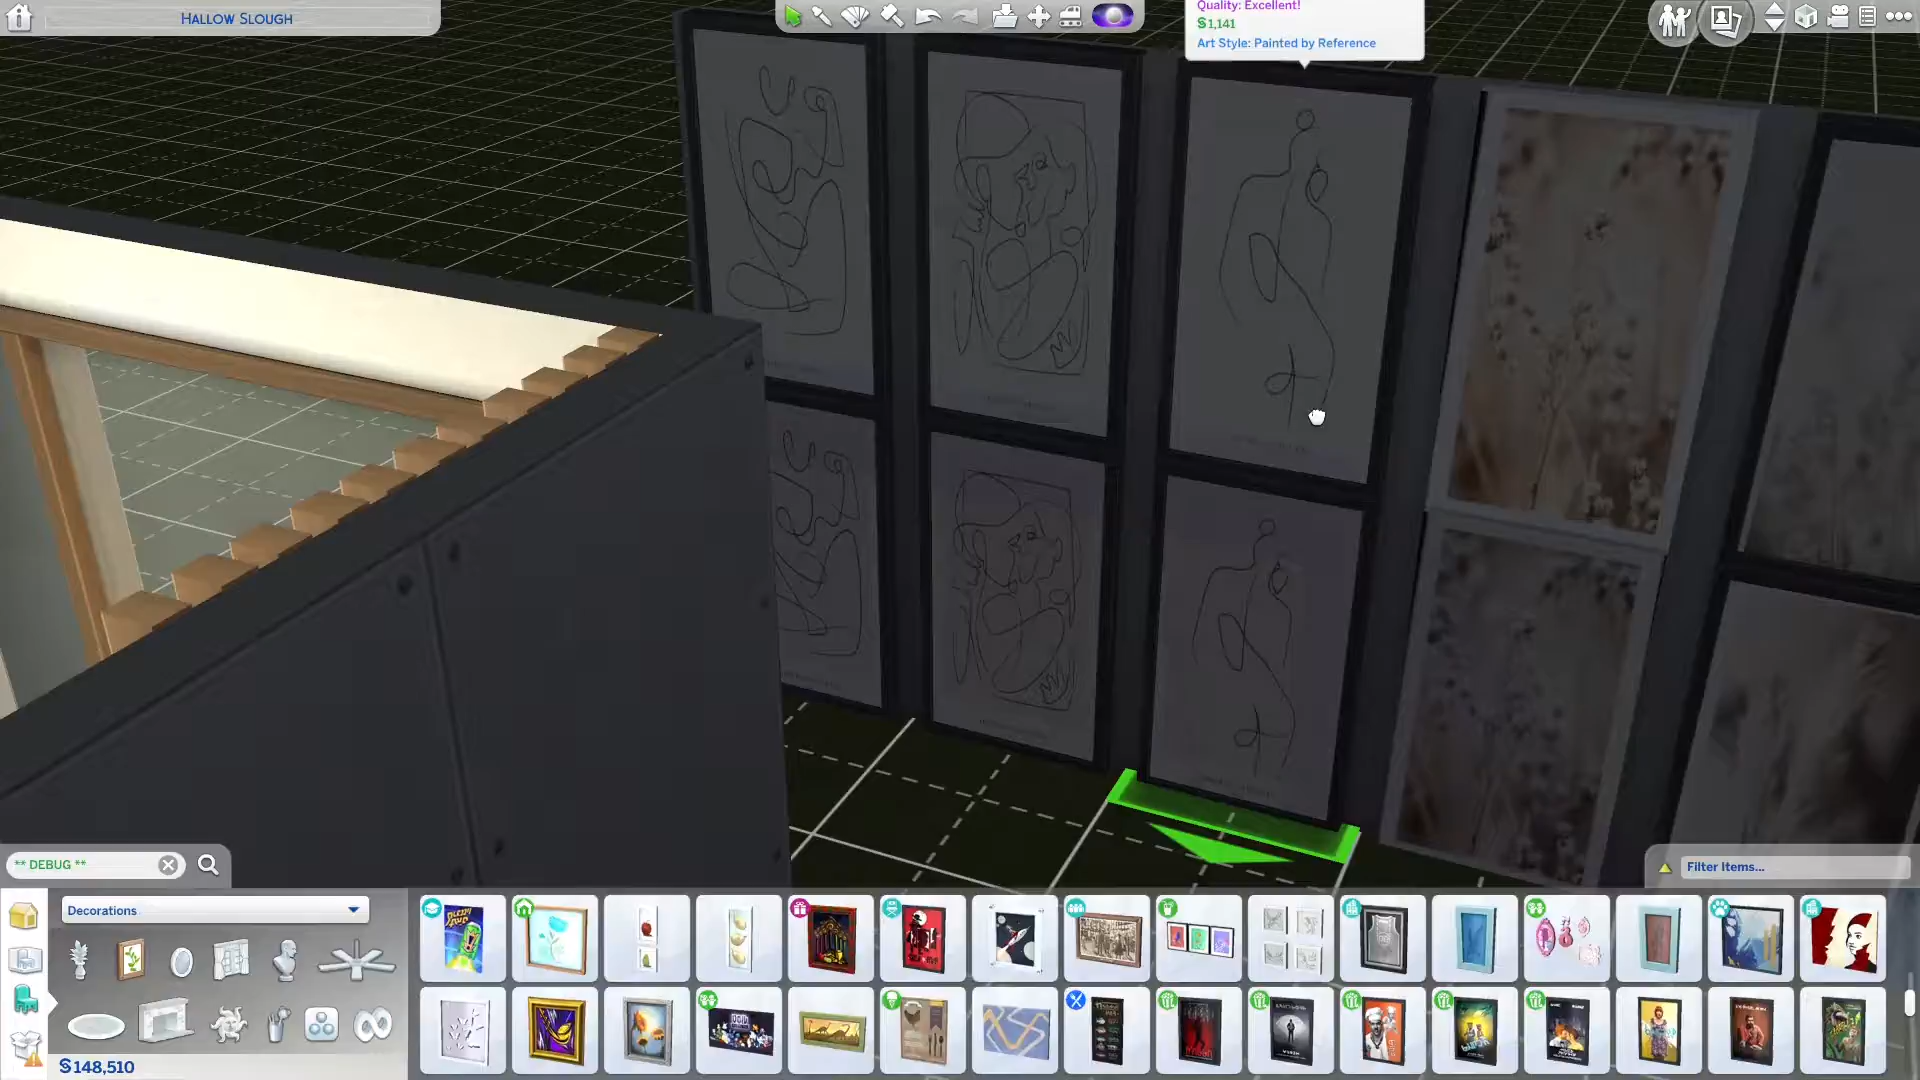 HALLOW SLOUGH
Quality: Excellent!
§1,141
Art Style: Painted by Reference
** DEBUG **
Filter Items...
Decorations
§148,510